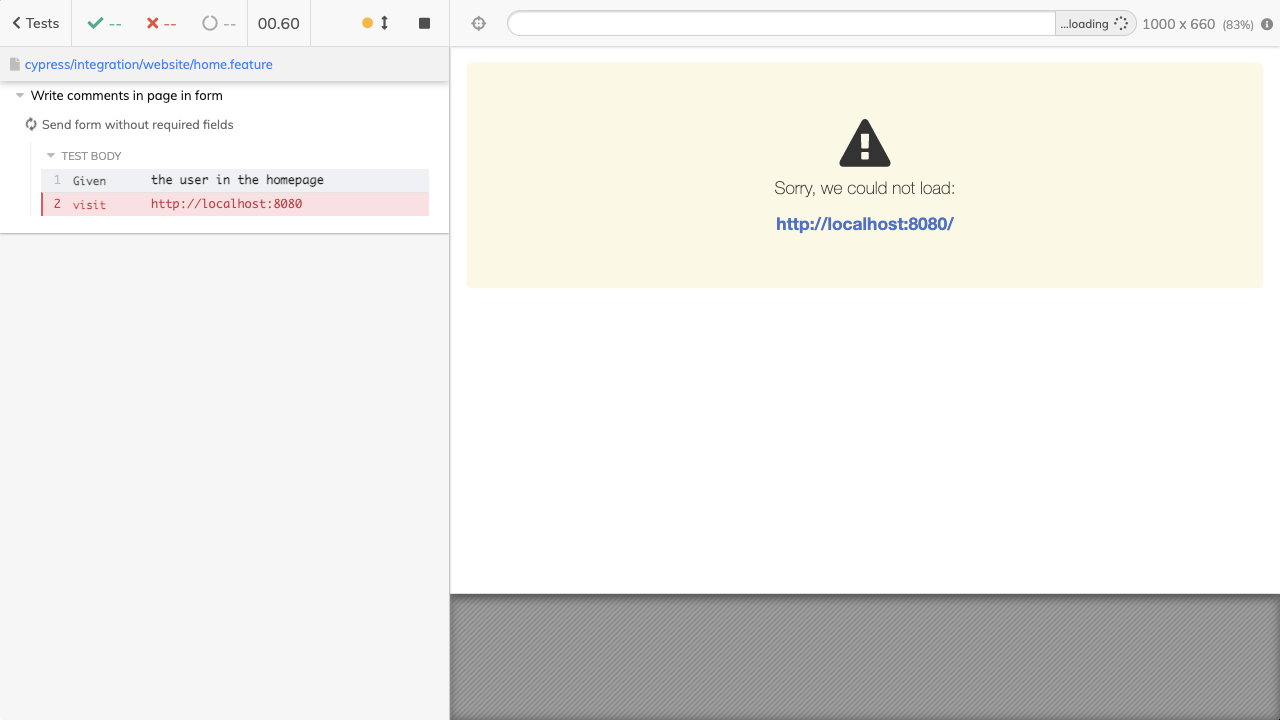 Tests -- -- -- 00.60
...loading 1000 x 660 (83%)
cypress/integration/website/home.feature
Write comments in page in form
Send form without required fields
TEST BODY
1 Given the user in the homepage
2 visit http://localhost:8080
Sorry, we could not load:
http://localhost:8080/